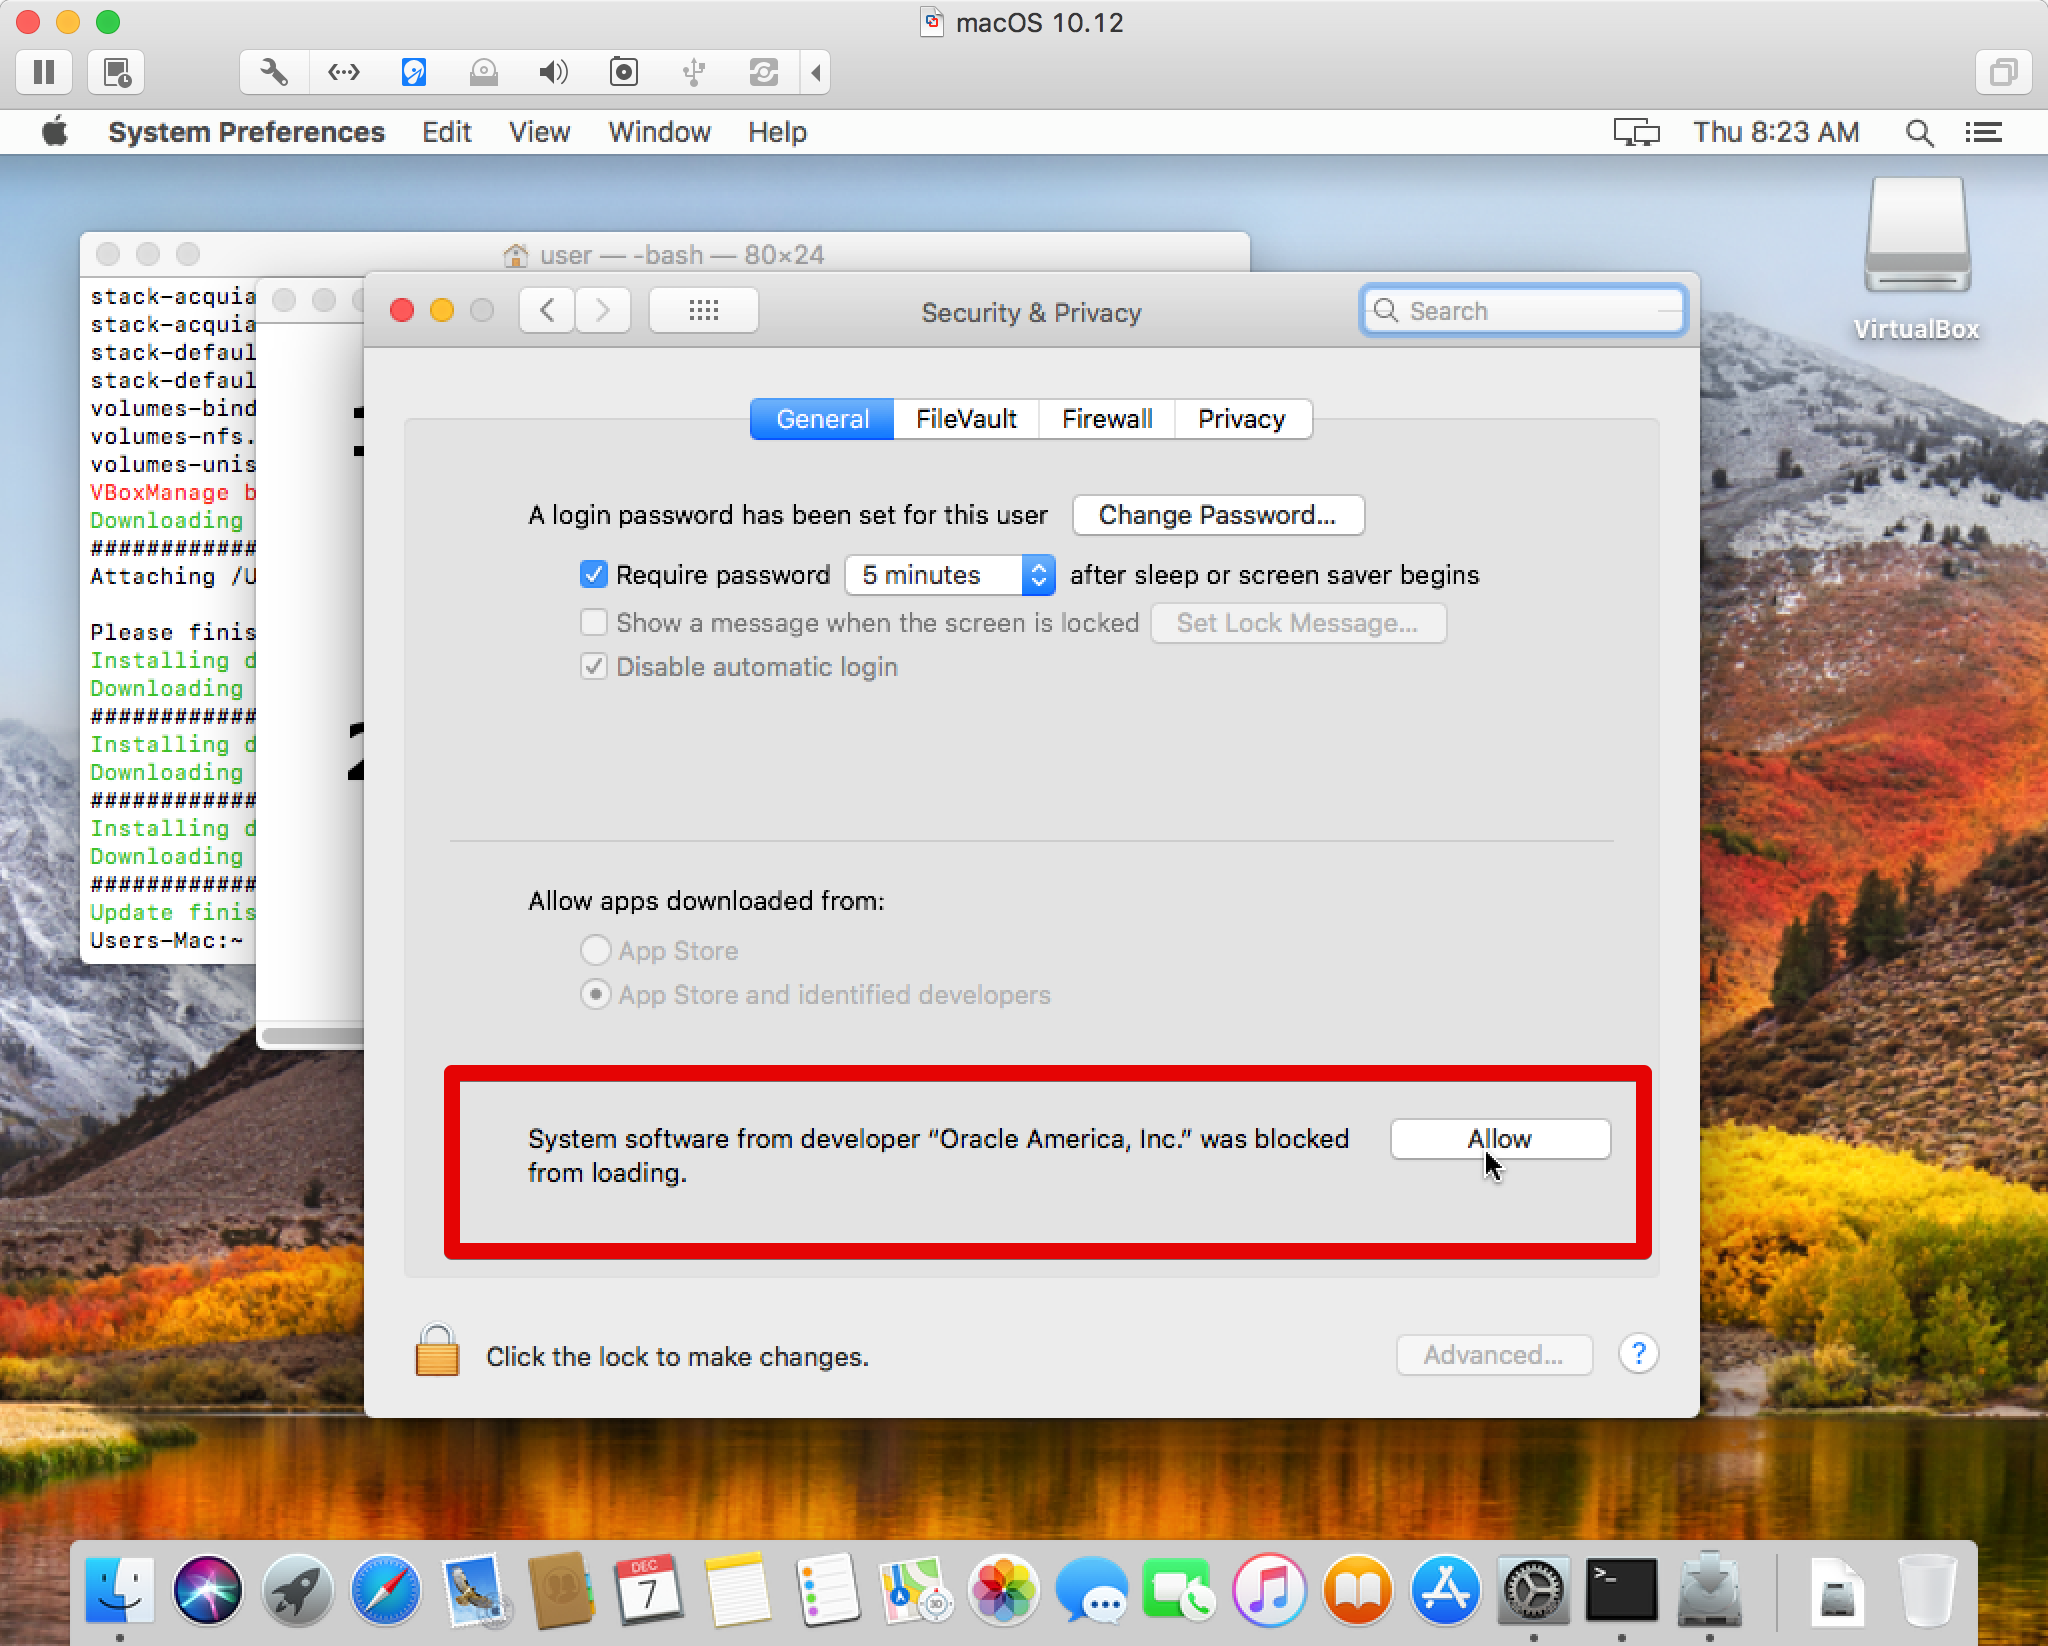 macOS 10.12
System Preferences Edit View Window Help Thu 8:23 AM
VirtualBox
user — -bash — 80×24
stack-acquia
stack-acquia
stack-defaul
stack-defaul
volumes-bind
volumes-nfs.
volumes-unis
VBoxManage b
Downloading
############
Attaching /U
Please finis
Installing d
Downloading
############
Installing d
Downloading
############
Installing d
Downloading
############
Update finis
Users-Mac:~
2
Security & Privacy
Search
General FileVault Firewall Privacy
A login password has been set for this user Change Password...
Require password 5 minutes after sleep or screen saver begins
Show a message when the screen is locked Set Lock Message...
Disable automatic login
Allow apps downloaded from:
App Store
App Store and identified developers
System software from developer “Oracle America, Inc.” was blocked
from loading.
Allow
Click the lock to make changes.
Advanced...
?
DEC
7
3D
>_